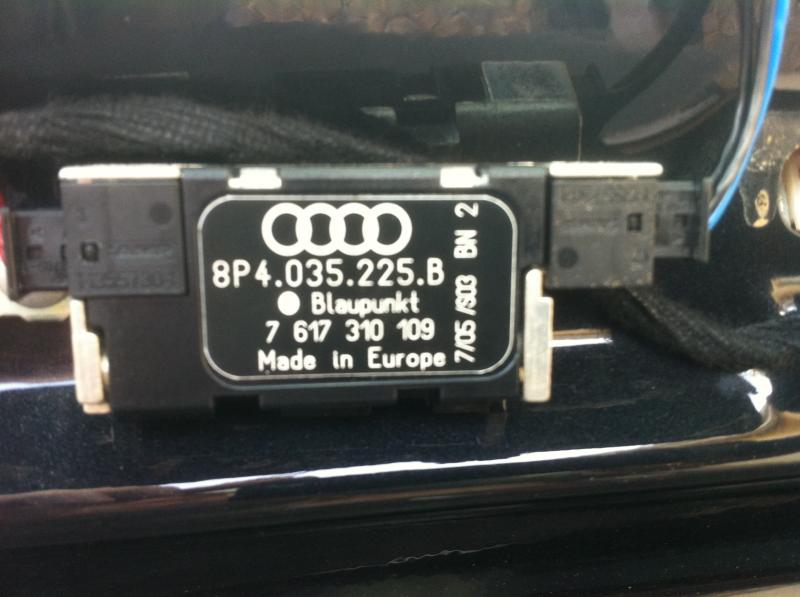 8P4.035.225.B
Blaupunkt
7 617 310 109
Made in Europe
7/05 /S03 BN 2